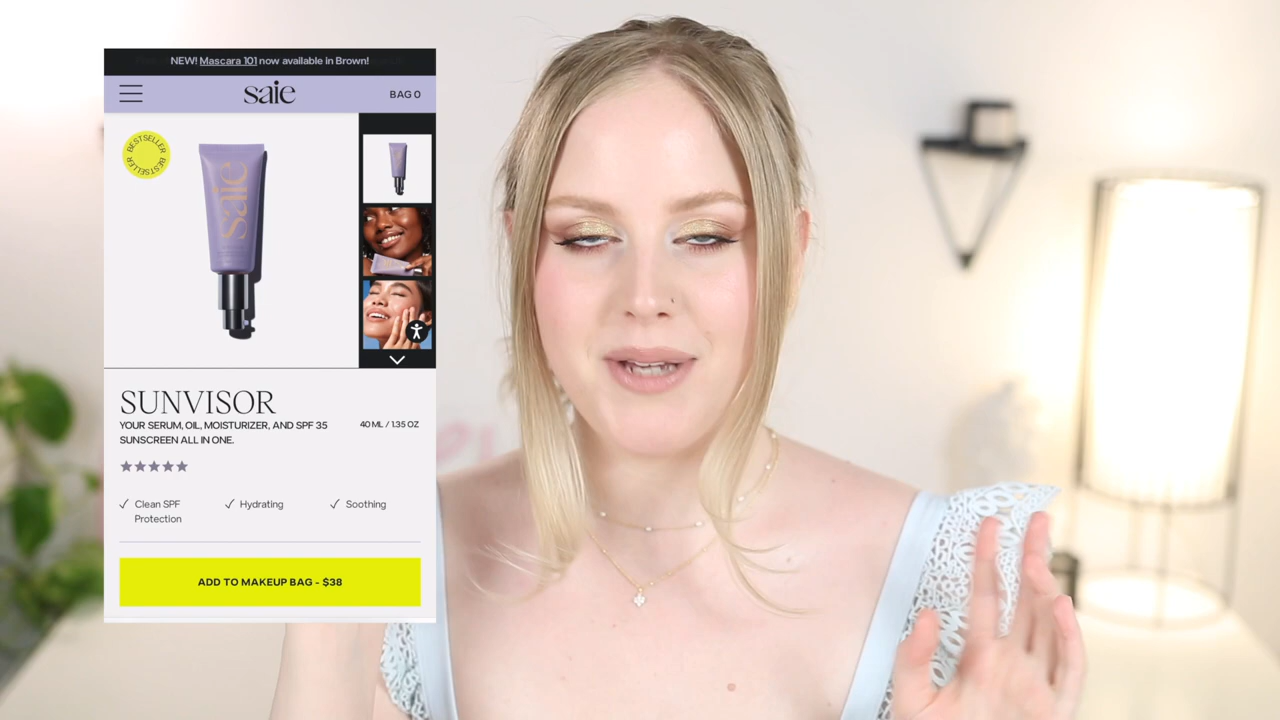 NEW! Mascara 101 now available in Brown!
saie
BAG 0
BESTSELLER BESTSELLER
saie
SUNVISOR
YOUR SERUM, OIL, MOISTURIZER, AND SPF 35
SUNSCREEN ALL IN ONE.
40 ML / 1.35 OZ
Clean SPF
Protection
Hydrating
Soothing
ADD TO MAKEUP BAG - $38